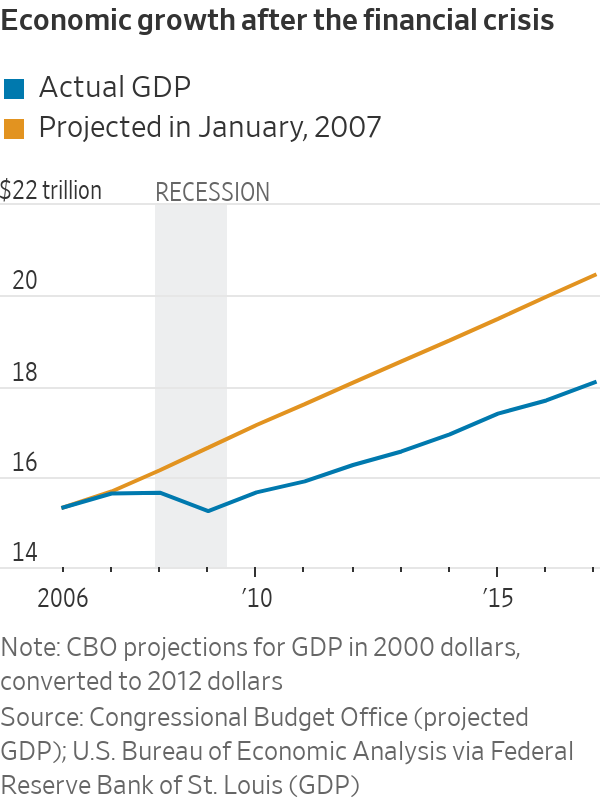 Economic growth after the financial crisis
Actual GDP
Projected in January, 2007
$22 trillion
RECESSION
20
18
16
14
2006
’10
’15
Note: CBO projections for GDP in 2000 dollars,
converted to 2012 dollars
Source: Congressional Budget Office (projected
GDP); U.S. Bureau of Economic Analysis via Federal
Reserve Bank of St. Louis (GDP)